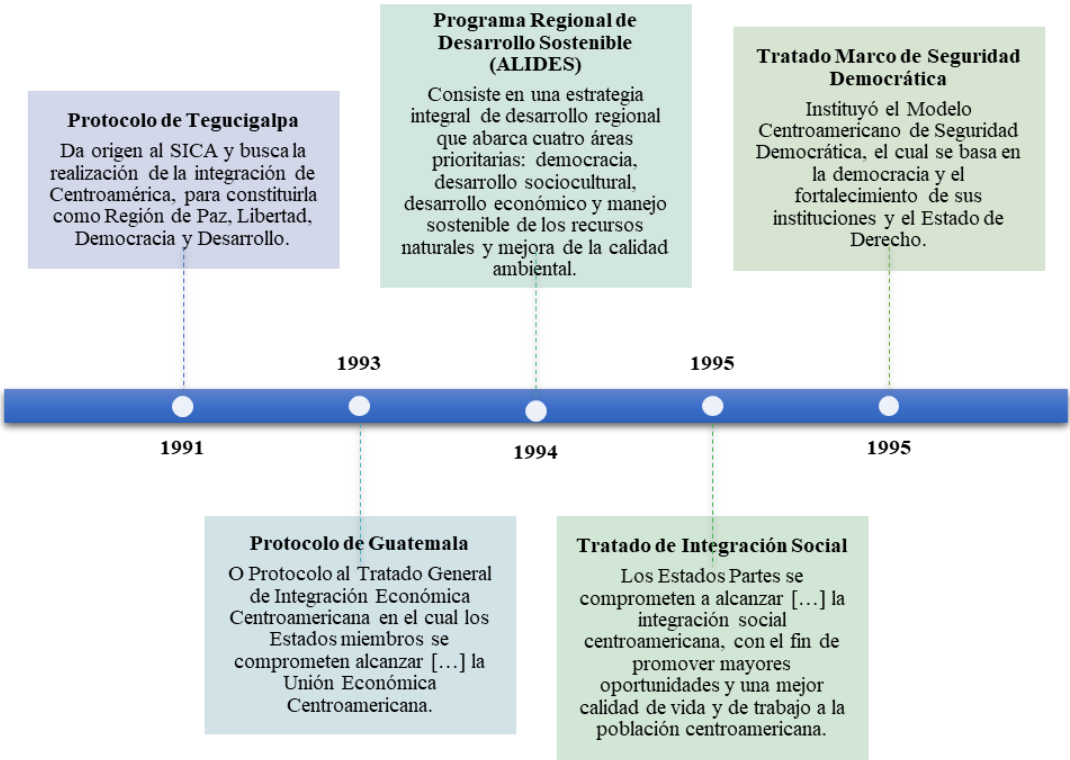 Protocolo de Tegucigalpa
Da origen al SICA y busca la
realización de la integración de
Centroamérica, para constituirla
como Región de Paz, Libertad,
Democracia y Desarrollo.
Programa Regional de
Desarrollo Sostenible
(ALIDES)
Consiste en una estrategia
integral de desarrollo regional
que abarca cuatro áreas
prioritarias: democracia,
desarrollo sociocultural,
desarrollo económico y manejo
sostenible de los recursos
naturales y mejora de la calidad
ambiental.
Tratado Marco de Seguridad
Democrática
Instituyó el Modelo
Centroamericano de Seguridad
Democrática, el cual se basa en
la democracia y el
fortalecimiento de sus
instituciones y el Estado de
Derecho.
1993
1995
1991
1994
1995
Protocolo de Guatemala
O Protocolo al Tratado General
de Integración Económica
Centroamericana en el cual los
Estados miembros se
comprometen alcanzar […] la
Unión Económica
Centroamericana.
Tratado de Integración Social
Los Estados Partes se
comprometen a alcanzar […] la
integración social
centroamericana, con el fin de
promover mayores
oportunidades y una mejor
calidad de vida y de trabajo a la
población centroamericana.